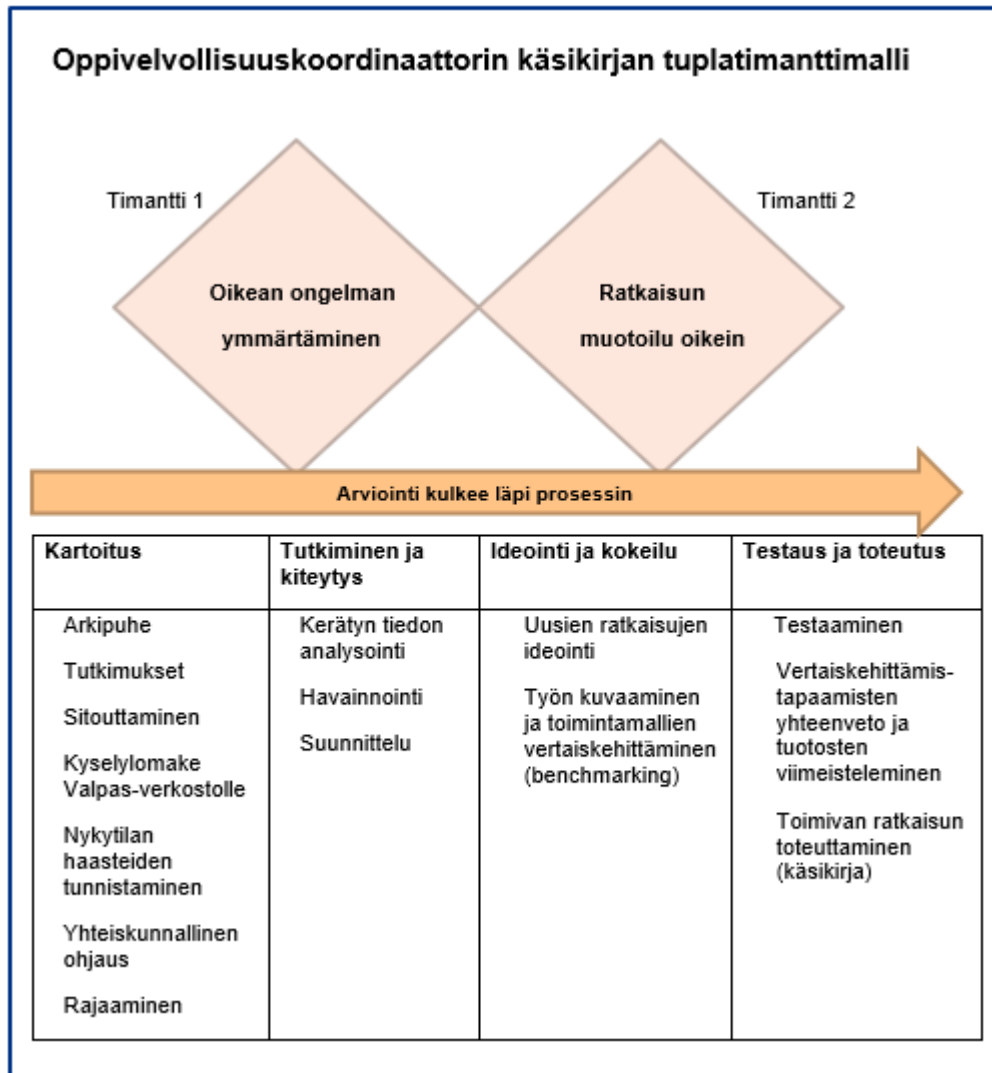 Oppivelvollisuuskoordinaattorin käsikirjan tuplatimanttimalli
Timantti 1
Timantti 2
Oikean ongelman
ymmärtäminen
Ratkaisun
muotoilu oikein
Arviointi kulkee läpi prosessin
Kartoitus
Arkipuhe
Tutkimukset
Sitouttaminen
Kyselylomake
Valpas-verkostolle
Nykytilan
haasteiden
tunnistaminen
Yhteiskunnallinen
ohjaus
Rajaaminen
Tutkiminen ja
kiteytys
Kerätyn tiedon
analysointi
Havainnointi
Suunnittelu
Ideointi ja kokeilu
Uusien ratkaisujen
ideointi
Työn kuvaaminen
ja toimintamallien
vertaiskehittäminen
(benchmarking)
Testaus ja toteutus
Testaaminen
Vertaiskehittämis-
tapaamisten
yhteenveto ja
tuotosten
viimeisteleminen
Toimivan ratkaisun
toteuttaminen
(käsikirja)